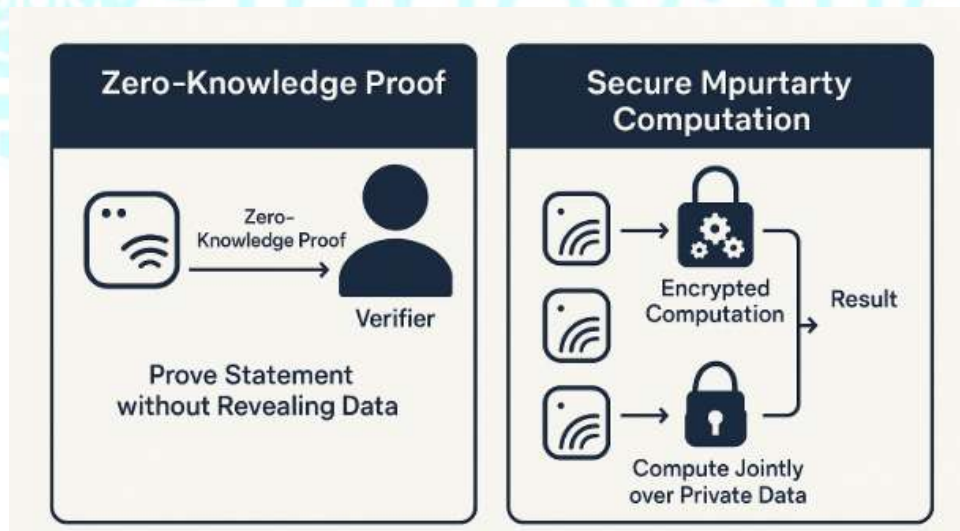 Zero-Knowledge Proof
Zero-
Knowledge Proof
Verifier
Prove Statement
without Revealing Data
Secure Mpurtarty
Computation
Encrypted
Computation
Result
Compute Jointly
over Private Data